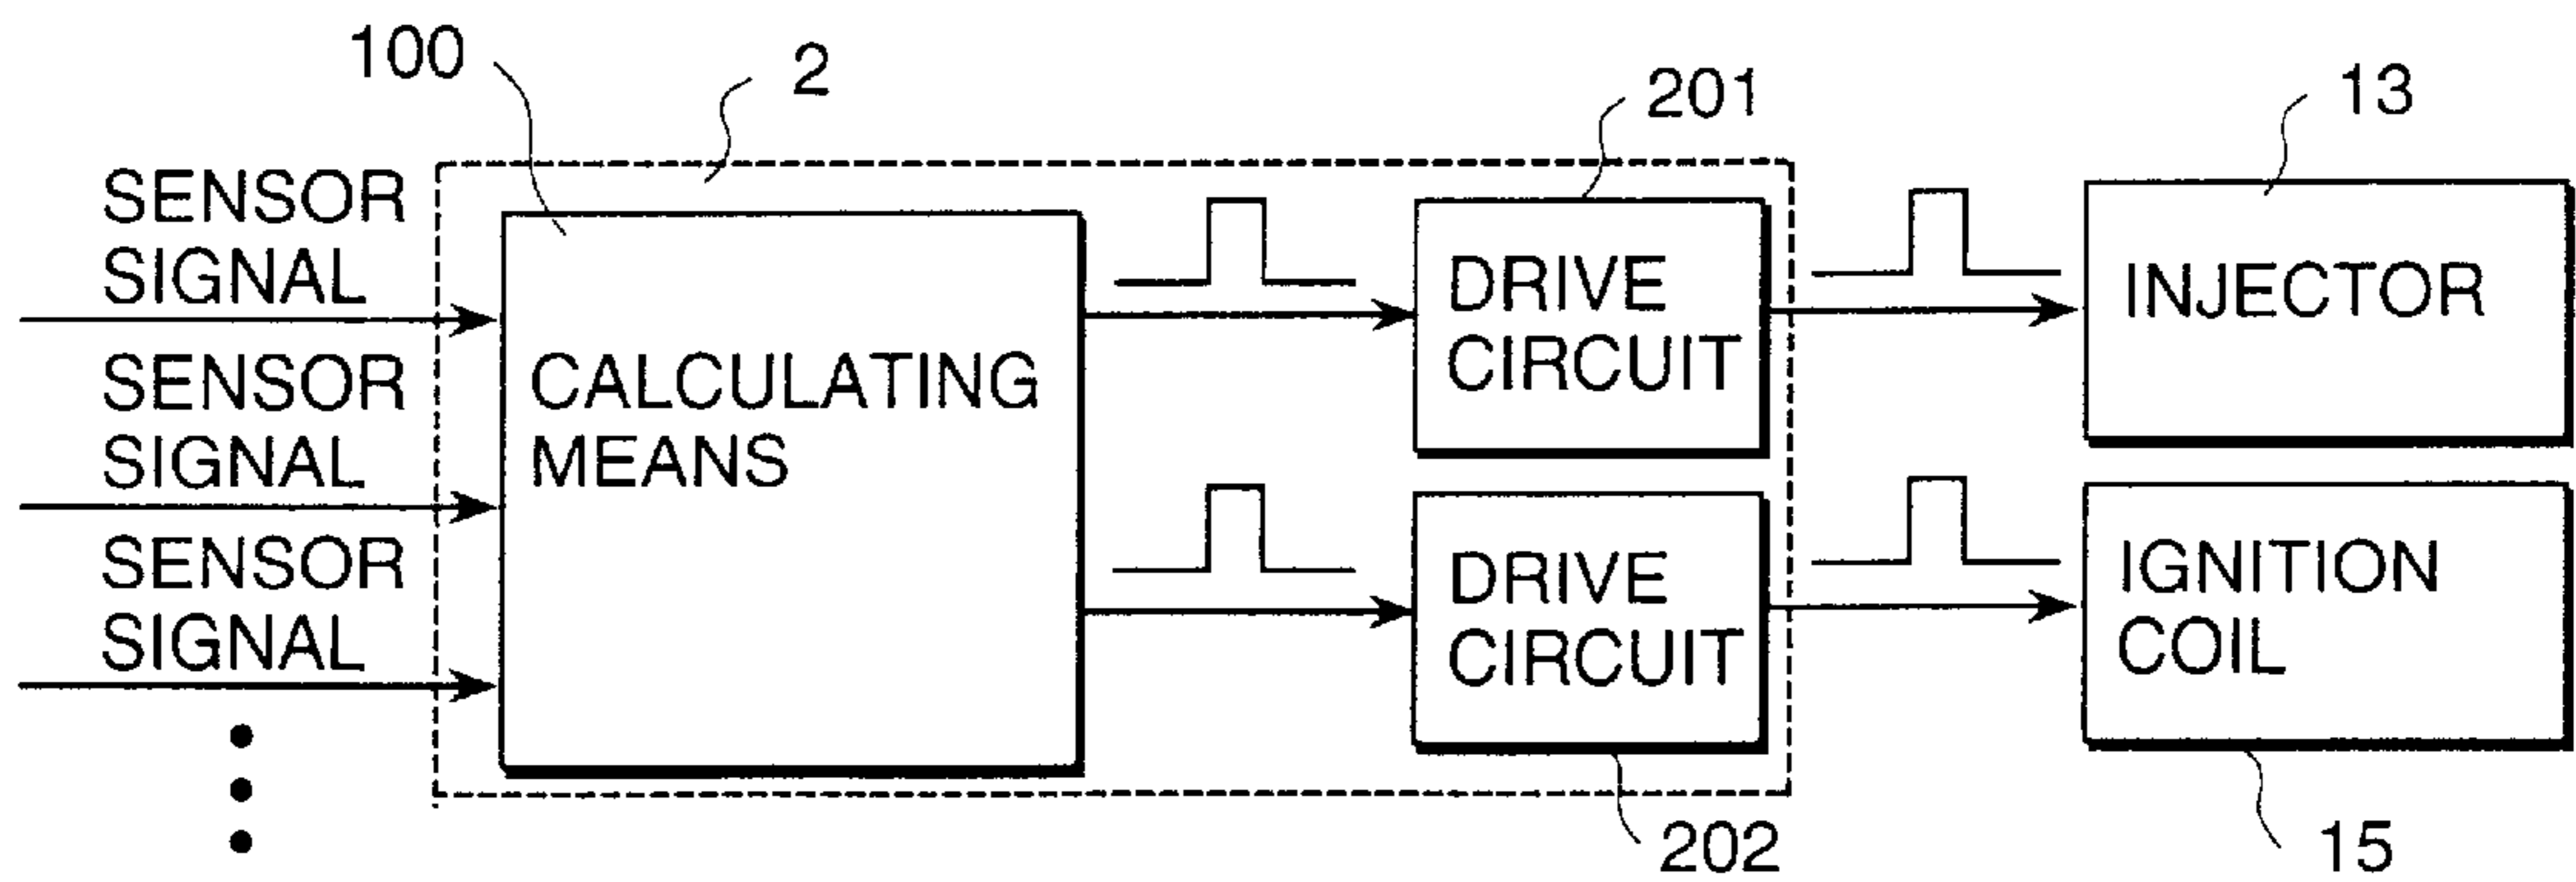 100
2
201
13
SENSOR
SIGNAL
SENSOR
SIGNAL
SENSOR
SIGNAL
CALCULATING
MEANS
DRIVE
CIRCUIT
INJECTOR
DRIVE
CIRCUIT
IGNITION
COIL
202
15